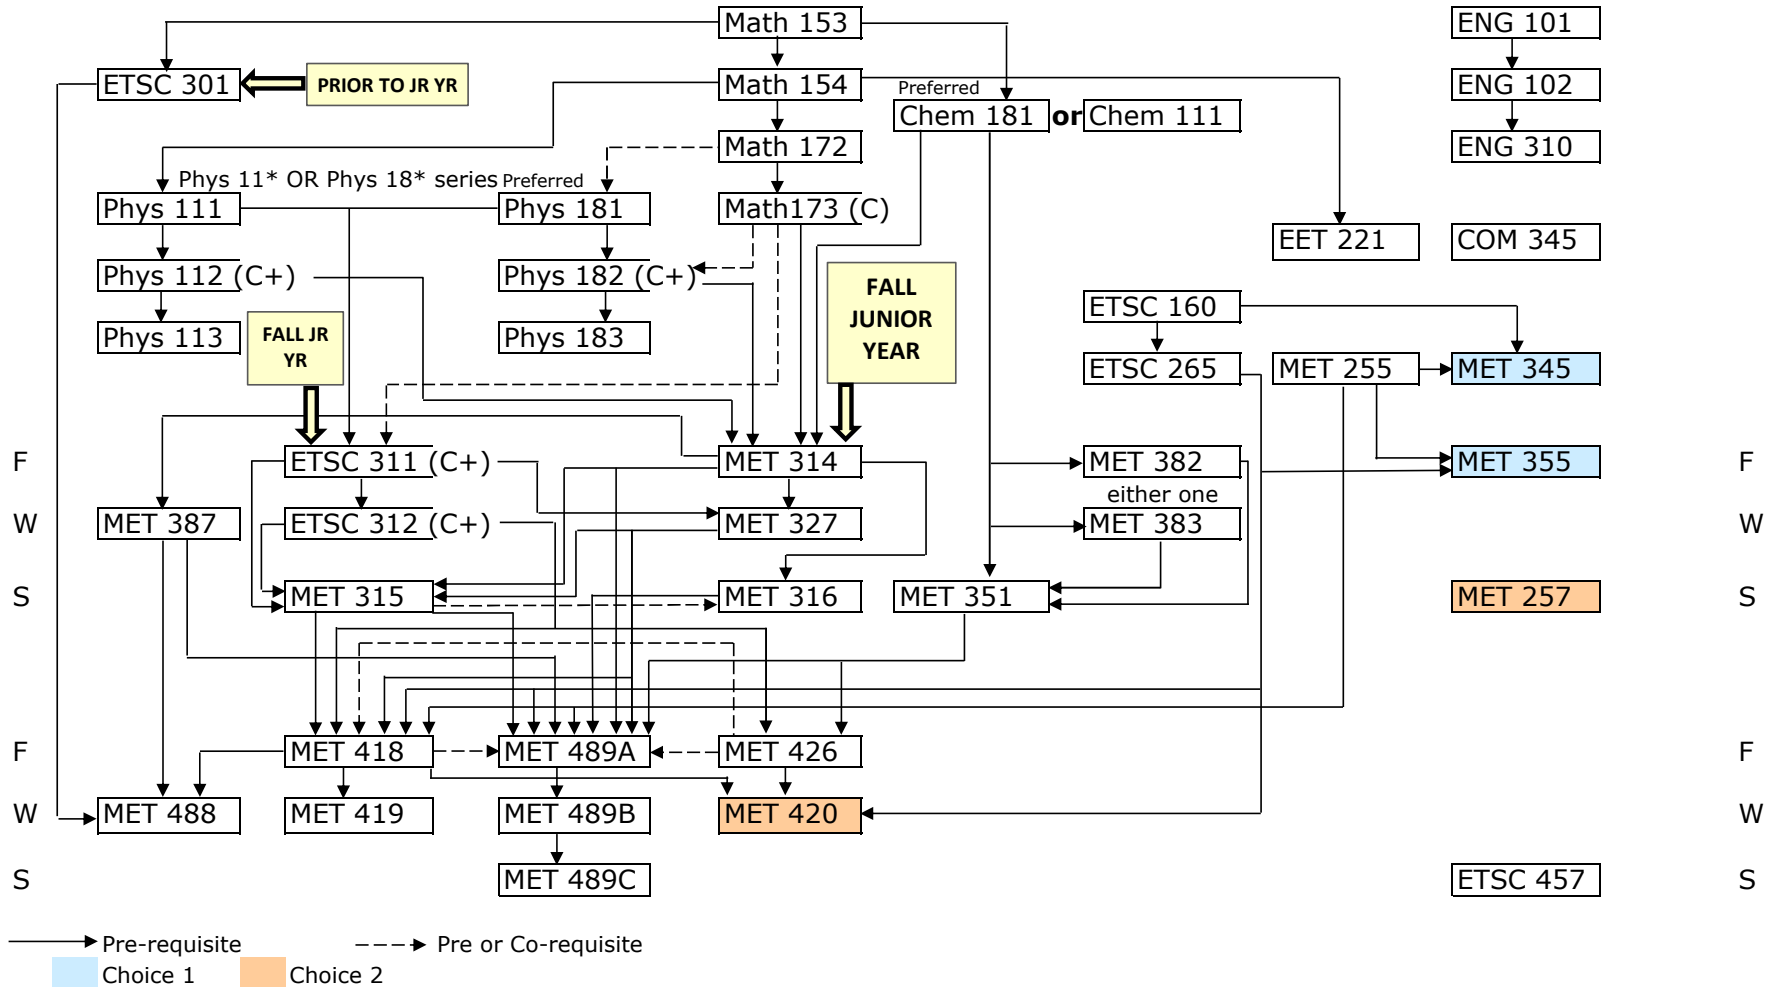 Math 153
ENG 101
ETSC 301
PRIOR TO JR YR
Math 154
Preferred
Chem 181 or Chem 111
ENG 102
Math 172
ENG 310
Phys 11* OR Phys 18* series Preferred
Phys 111
Phys 181
Math173 (C)
EET 221
COM 345
Phys 112 (C+)
Phys 182 (C+)
FALL
JUNIOR
YEAR
ETSC 160
Phys 113
FALL JR
YR
Phys 183
ETSC 265
MET 255
MET 345
F
ETSC 311 (C+)
MET 314
MET 382
MET 355
F
either one
W
MET 387
ETSC 312 (C+)
MET 327
MET 383
W
S
MET 315
MET 316
MET 351
MET 257
S
F
MET 418
MET 489A
MET 426
F
W
MET 488
MET 419
MET 489B
MET 420
W
S
MET 489C
ETSC 457
S
Pre-requisite
Pre or Co-requisite
Choice 1
Choice 2